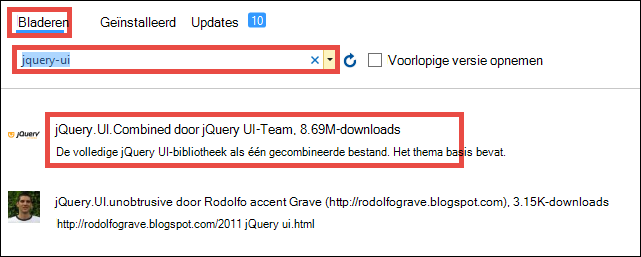 Bladeren Geïnstalleerd Updates 10
jquery-ui Voorlopige versie opnemen
jQuery jQuery.UI.Combined door jQuery UI-Team, 8.69M-downloads
De volledige jQuery UI-bibliotheek als één gecombineerde bestand. Het thema basis bevat.
jQuery.UI.unobtrusive door Rodolfo accent Grave (http://rodolfograve.blogspot.com), 3.15K-downloads
http://rodolfograve.blogspot.com/2011 jQuery ui.html